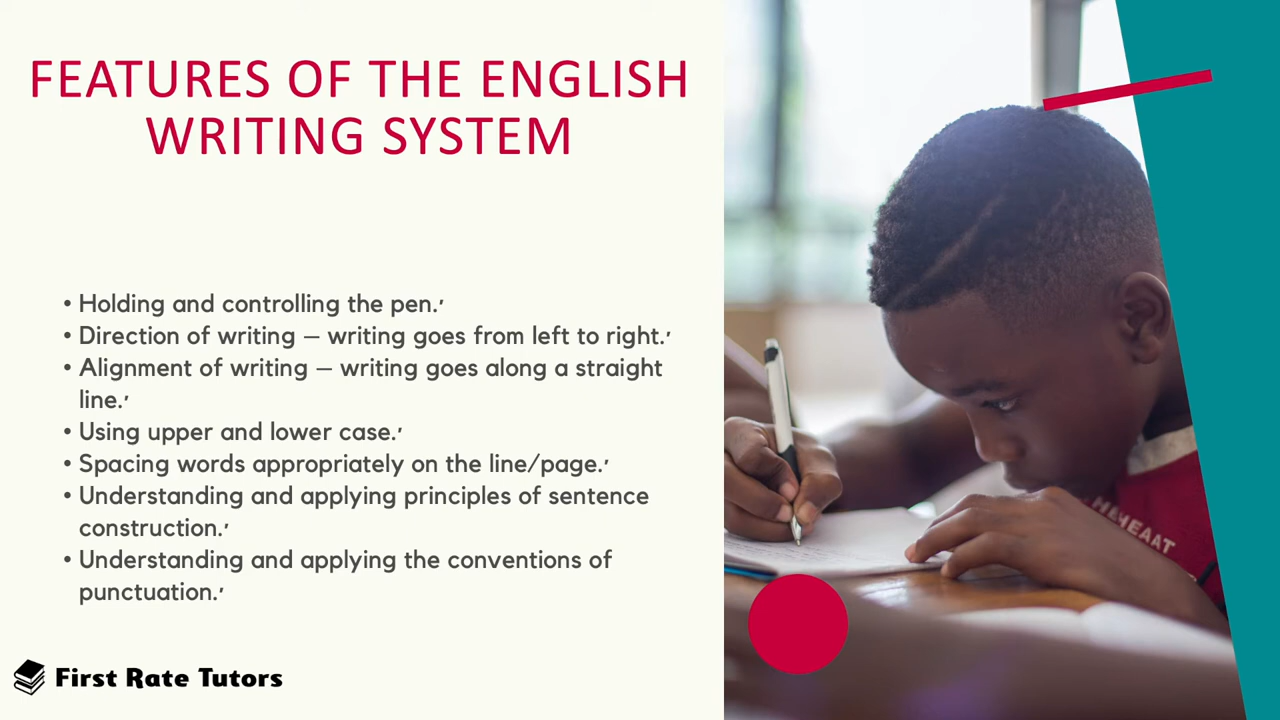 FEATURES OF THE ENGLISH
WRITING SYSTEM
• Holding and controlling the pen.′
• Direction of writing – writing goes from left to right.′
• Alignment of writing – writing goes along a straight
line.′
• Using upper and lower case.′
• Spacing words appropriately on the line/page.′
• Understanding and applying principles of sentence
construction.′
• Understanding and applying the conventions of
punctuation.′
First Rate Tutors